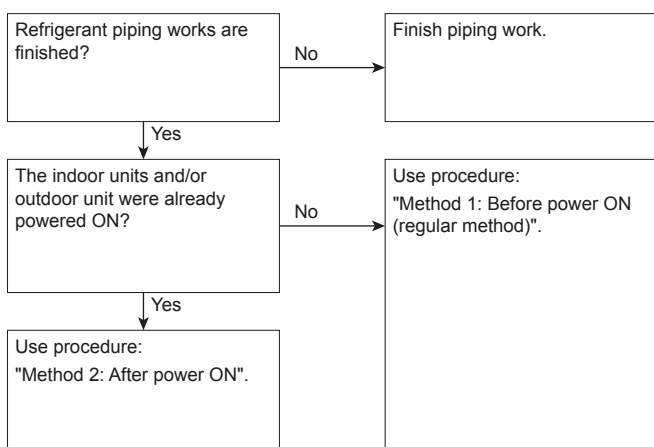 Refrigerant piping works are
finished?
No
Finish piping work.
Yes
The indoor units and/or
outdoor unit were already
powered ON?
No
Use procedure:
"Method 1: Before power ON
(regular method)".
Yes
Use procedure:
"Method 2: After power ON".